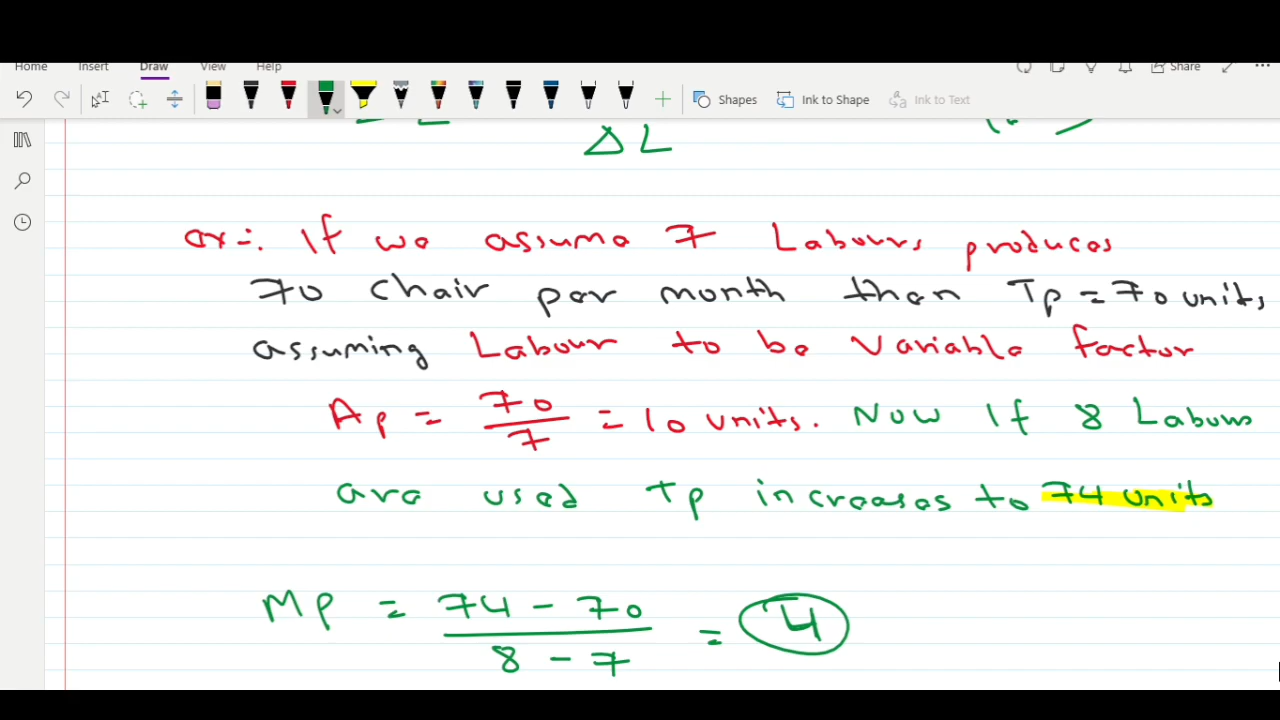 Home Insert Draw View Help Share
Shapes Ink to Shape Ink to Text
ΔL
ex:- If we assume 7 Labours produces
70 chair per month then Tp = 70 units
assuming Labour to be Variable factor
Ap = 70/7 = 10 units. Now If 8 Labours
are used Tp increases to 74 units
Mp = 74 - 70 / 8 - 7 = 4